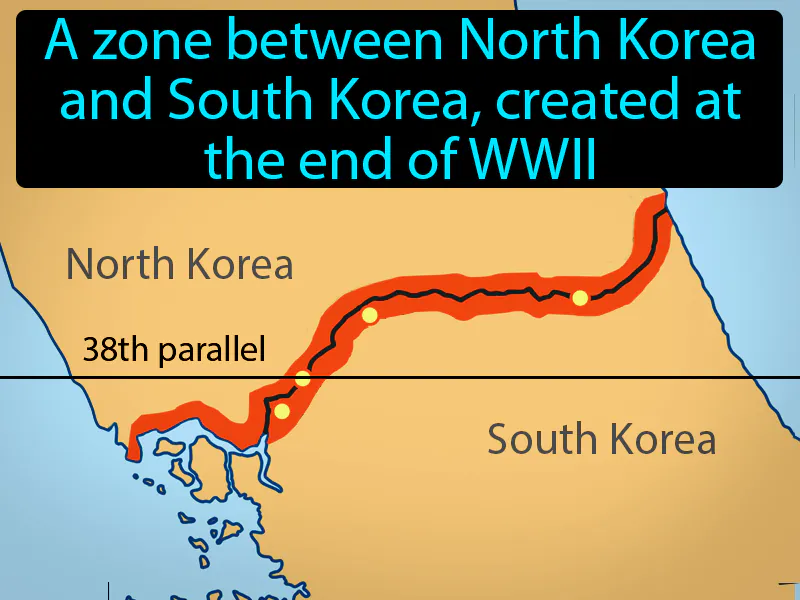 A zone between North Korea
and South Korea, created at
the end of WWII
North Korea
38th parallel
South Korea